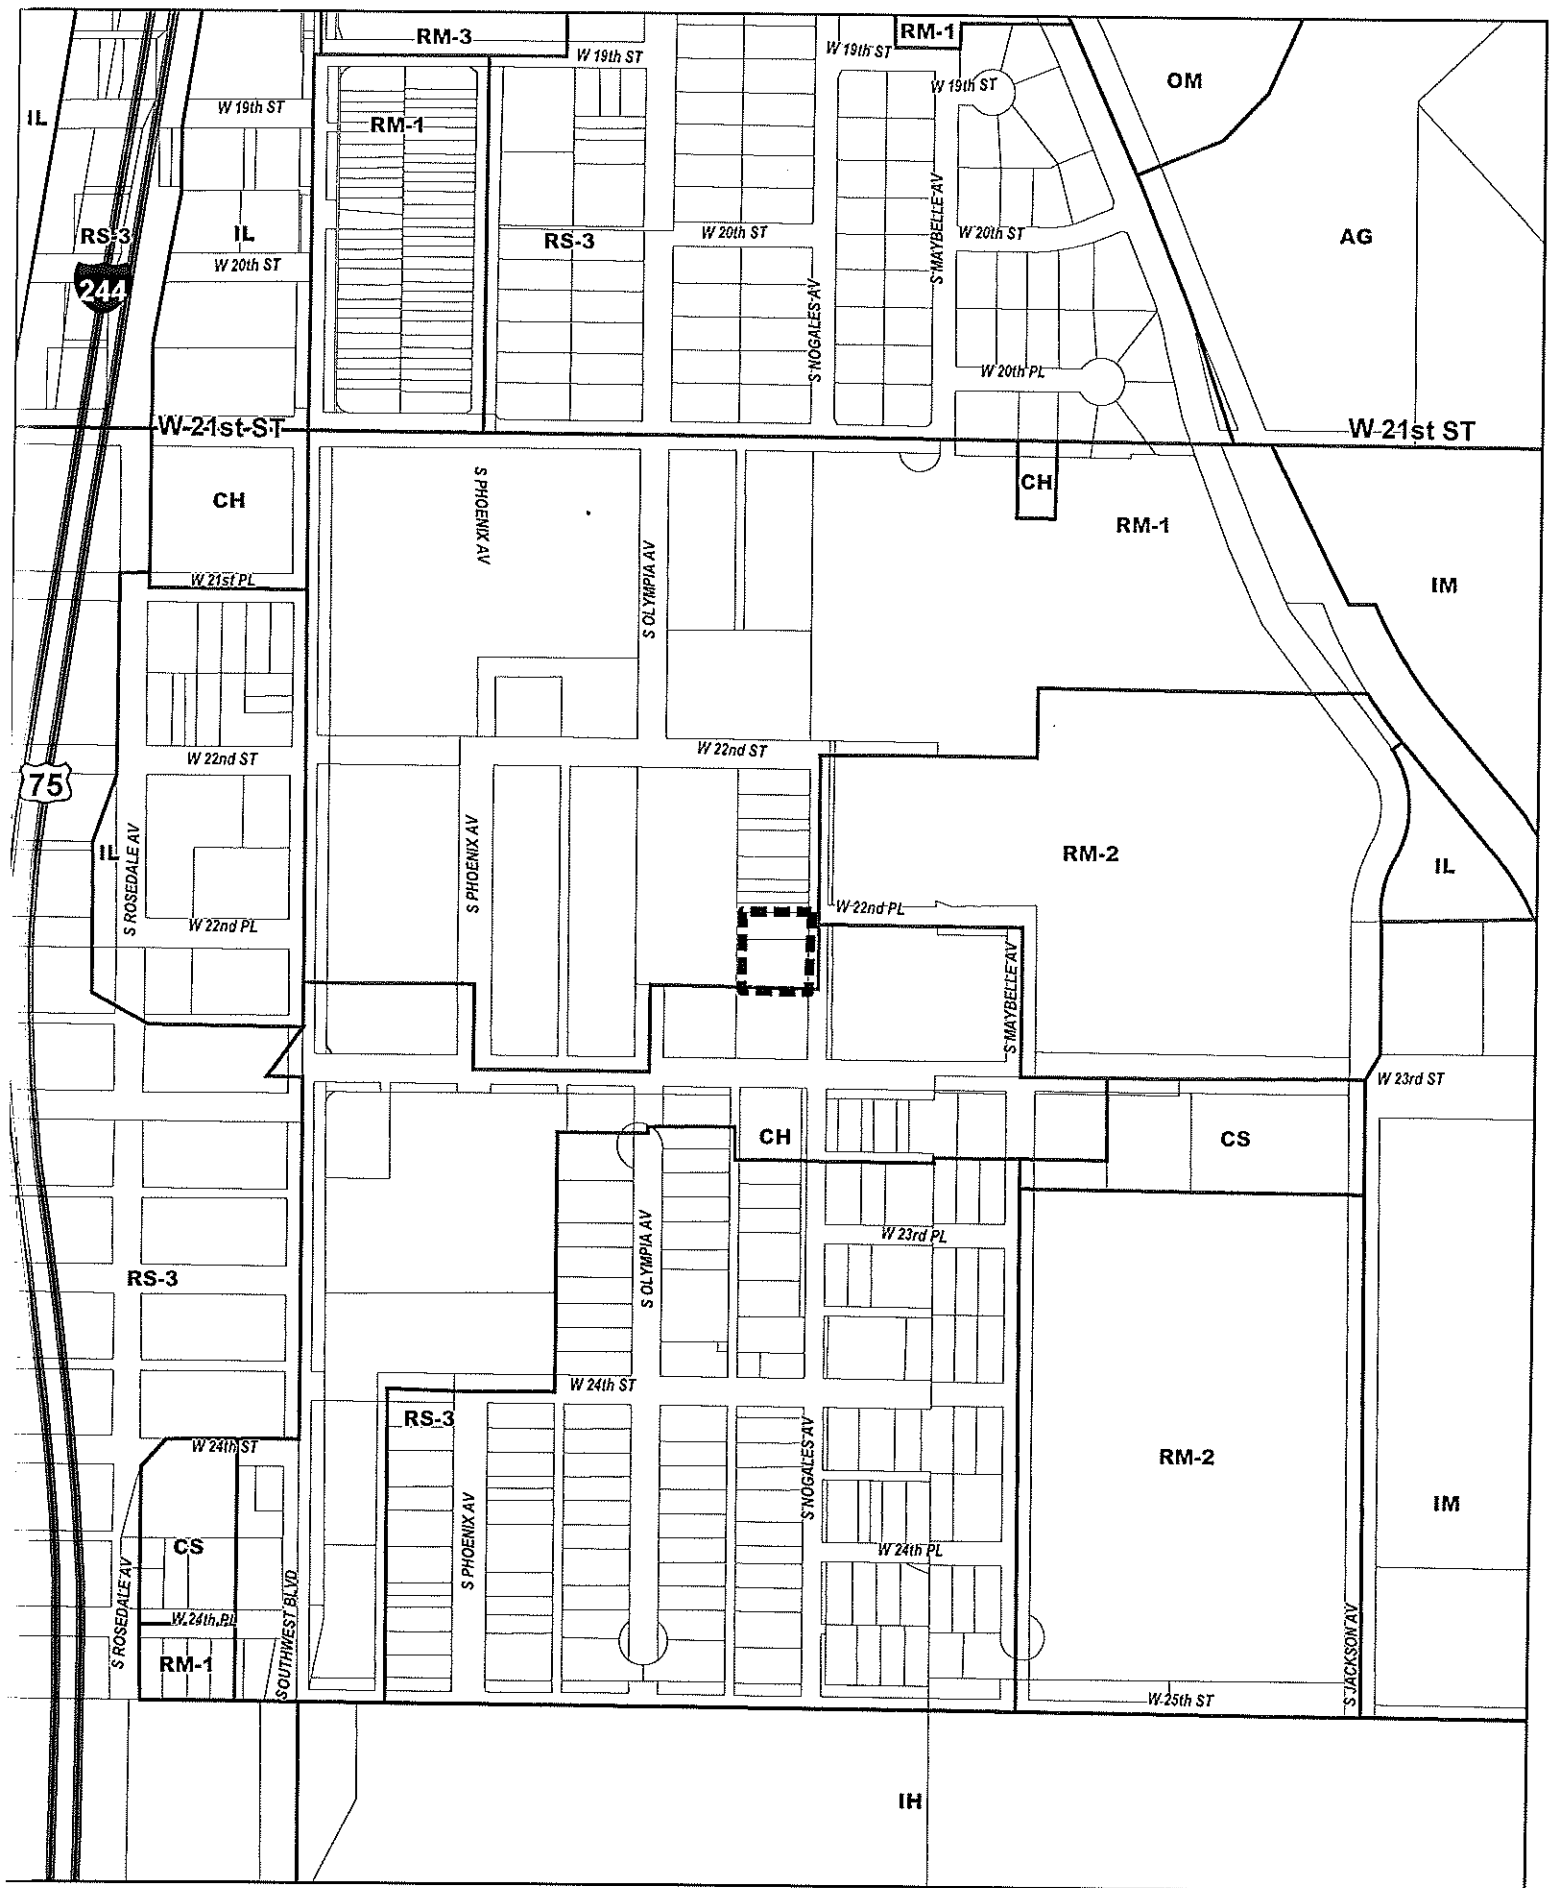 RM-3
RM-1
W 19th ST
W 19th ST
W 19th ST
OM
IL
W 19th ST
RM-1
S MAYBELLE AV
RS-3
IL
RS-3
W 20th ST
W 20th ST
AG
W 20th ST
244
S NOGALES AV
W 20th PL
W 21st ST
W 21st ST
CH
S PHOENIX AV
CH
RM-1
S OLYMPIA AV
W 21st PL
IM
W 22nd ST
W 22nd ST
75
IL
S ROSEDALE AV
S PHOENIX AV
RM-2
IL
W 22nd PL
W 22nd PL
S MAYBELLE AV
W 23rd ST
CH
CS
W 23rd PL
S OLYMPIA AV
RS-3
W 24th ST
RS-3
W 24th ST
S NOGALES AV
RM-2
IM
CS
S PHOENIX AV
W 24th PL
S ROSEDALE AV
W 24th PL
SOUTHWEST BLVD
RM-1
W 25th ST
S JACKSON AV
IH